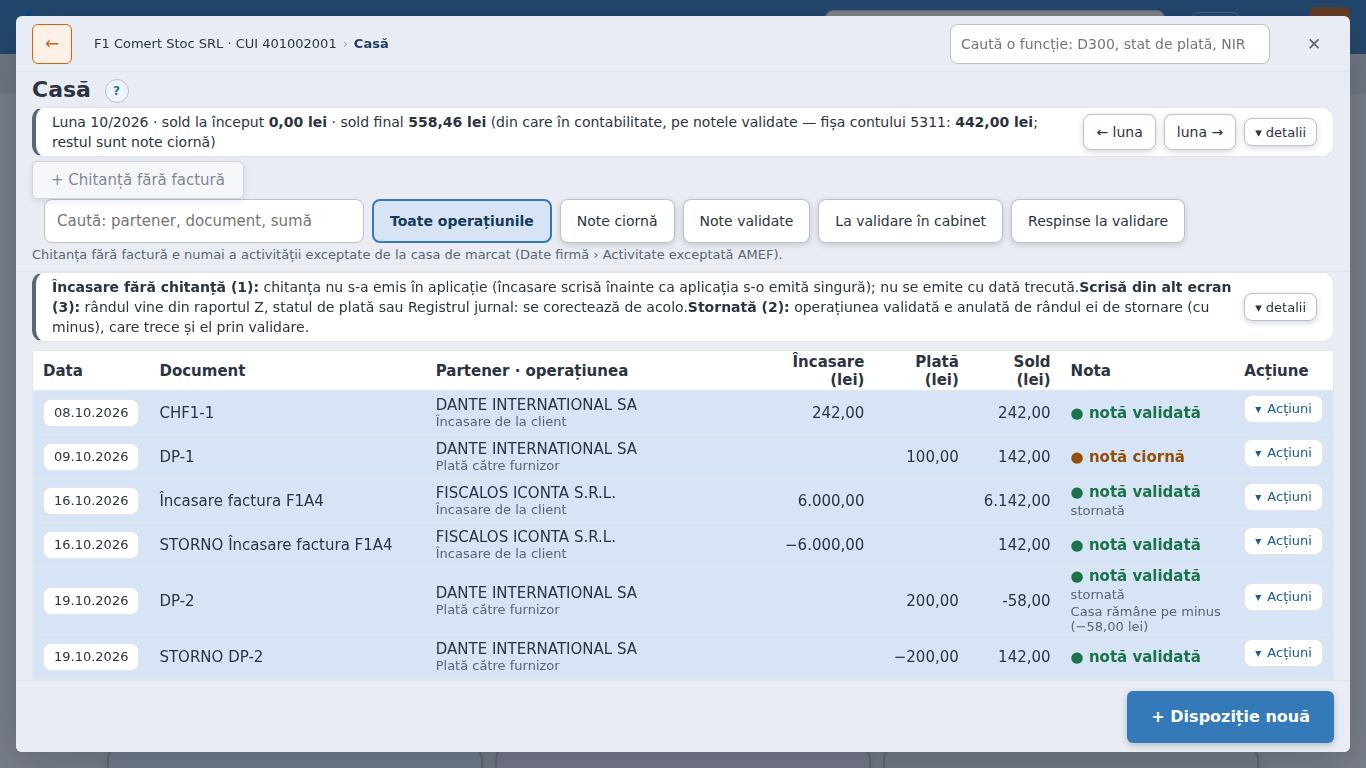 ←
F1 Comert Stoc SRL · CUI 401002001 › Casă
Caută o funcție: D300, stat de plată, NIR
✕
Casă ?
Luna 10/2026 · sold la început 0,00 lei · sold final 558,46 lei (din care în contabilitate, pe notele validate — fișa contului 5311: 442,00 lei;
restul sunt note ciornă)
← luna
luna →
▾ detalii
+ Chitanță fără factură
Caută: partener, document, sumă
Toate operațiunile
Note ciornă
Note validate
La validare în cabinet
Respinse la validare
Chitanța fără factură e numai a activității exceptate de la casa de marcat (Date firmă › Activitate exceptată AMEF).
Încasare fără chitanță (1): chitanța nu s-a emis în aplicație (încasare scrisă înainte ca aplicația s-o emită singură); nu se emite cu dată trecută.Scrisă din alt ecran
(3): rândul vine din raportul Z, statul de plată sau Registrul jurnal: se corectează de acolo.Stornată (2): operațiunea validată e anulată de rândul ei de stornare (cu
minus), care trece și el prin validare.
▾ detalii
Data Document Partener · operațiunea Încasare (lei) Plată (lei) Sold (lei) Nota Acțiune
08.10.2026 CHF1-1 DANTE INTERNATIONAL SA 242,00 242,00 ● notă validată ▾ Acțiuni
Încasare de la client
09.10.2026 DP-1 DANTE INTERNATIONAL SA 100,00 142,00 ● notă ciornă ▾ Acțiuni
Plată către furnizor
16.10.2026 Încasare factura F1A4 FISCALOS ICONTA S.R.L. 6.000,00 6.142,00 ● notă validată ▾ Acțiuni
Încasare de la client stornată
16.10.2026 STORNO Încasare factura F1A4 FISCALOS ICONTA S.R.L. −6.000,00 142,00 ● notă validată ▾ Acțiuni
Încasare de la client
19.10.2026 DP-2 DANTE INTERNATIONAL SA 200,00 -58,00 ● notă validată ▾ Acțiuni
Plată către furnizor stornată
Casa rămâne pe minus
(−58,00 lei)
19.10.2026 STORNO DP-2 DANTE INTERNATIONAL SA −200,00 142,00 ● notă validată ▾ Acțiuni
Plată către furnizor
+ Dispoziție nouă